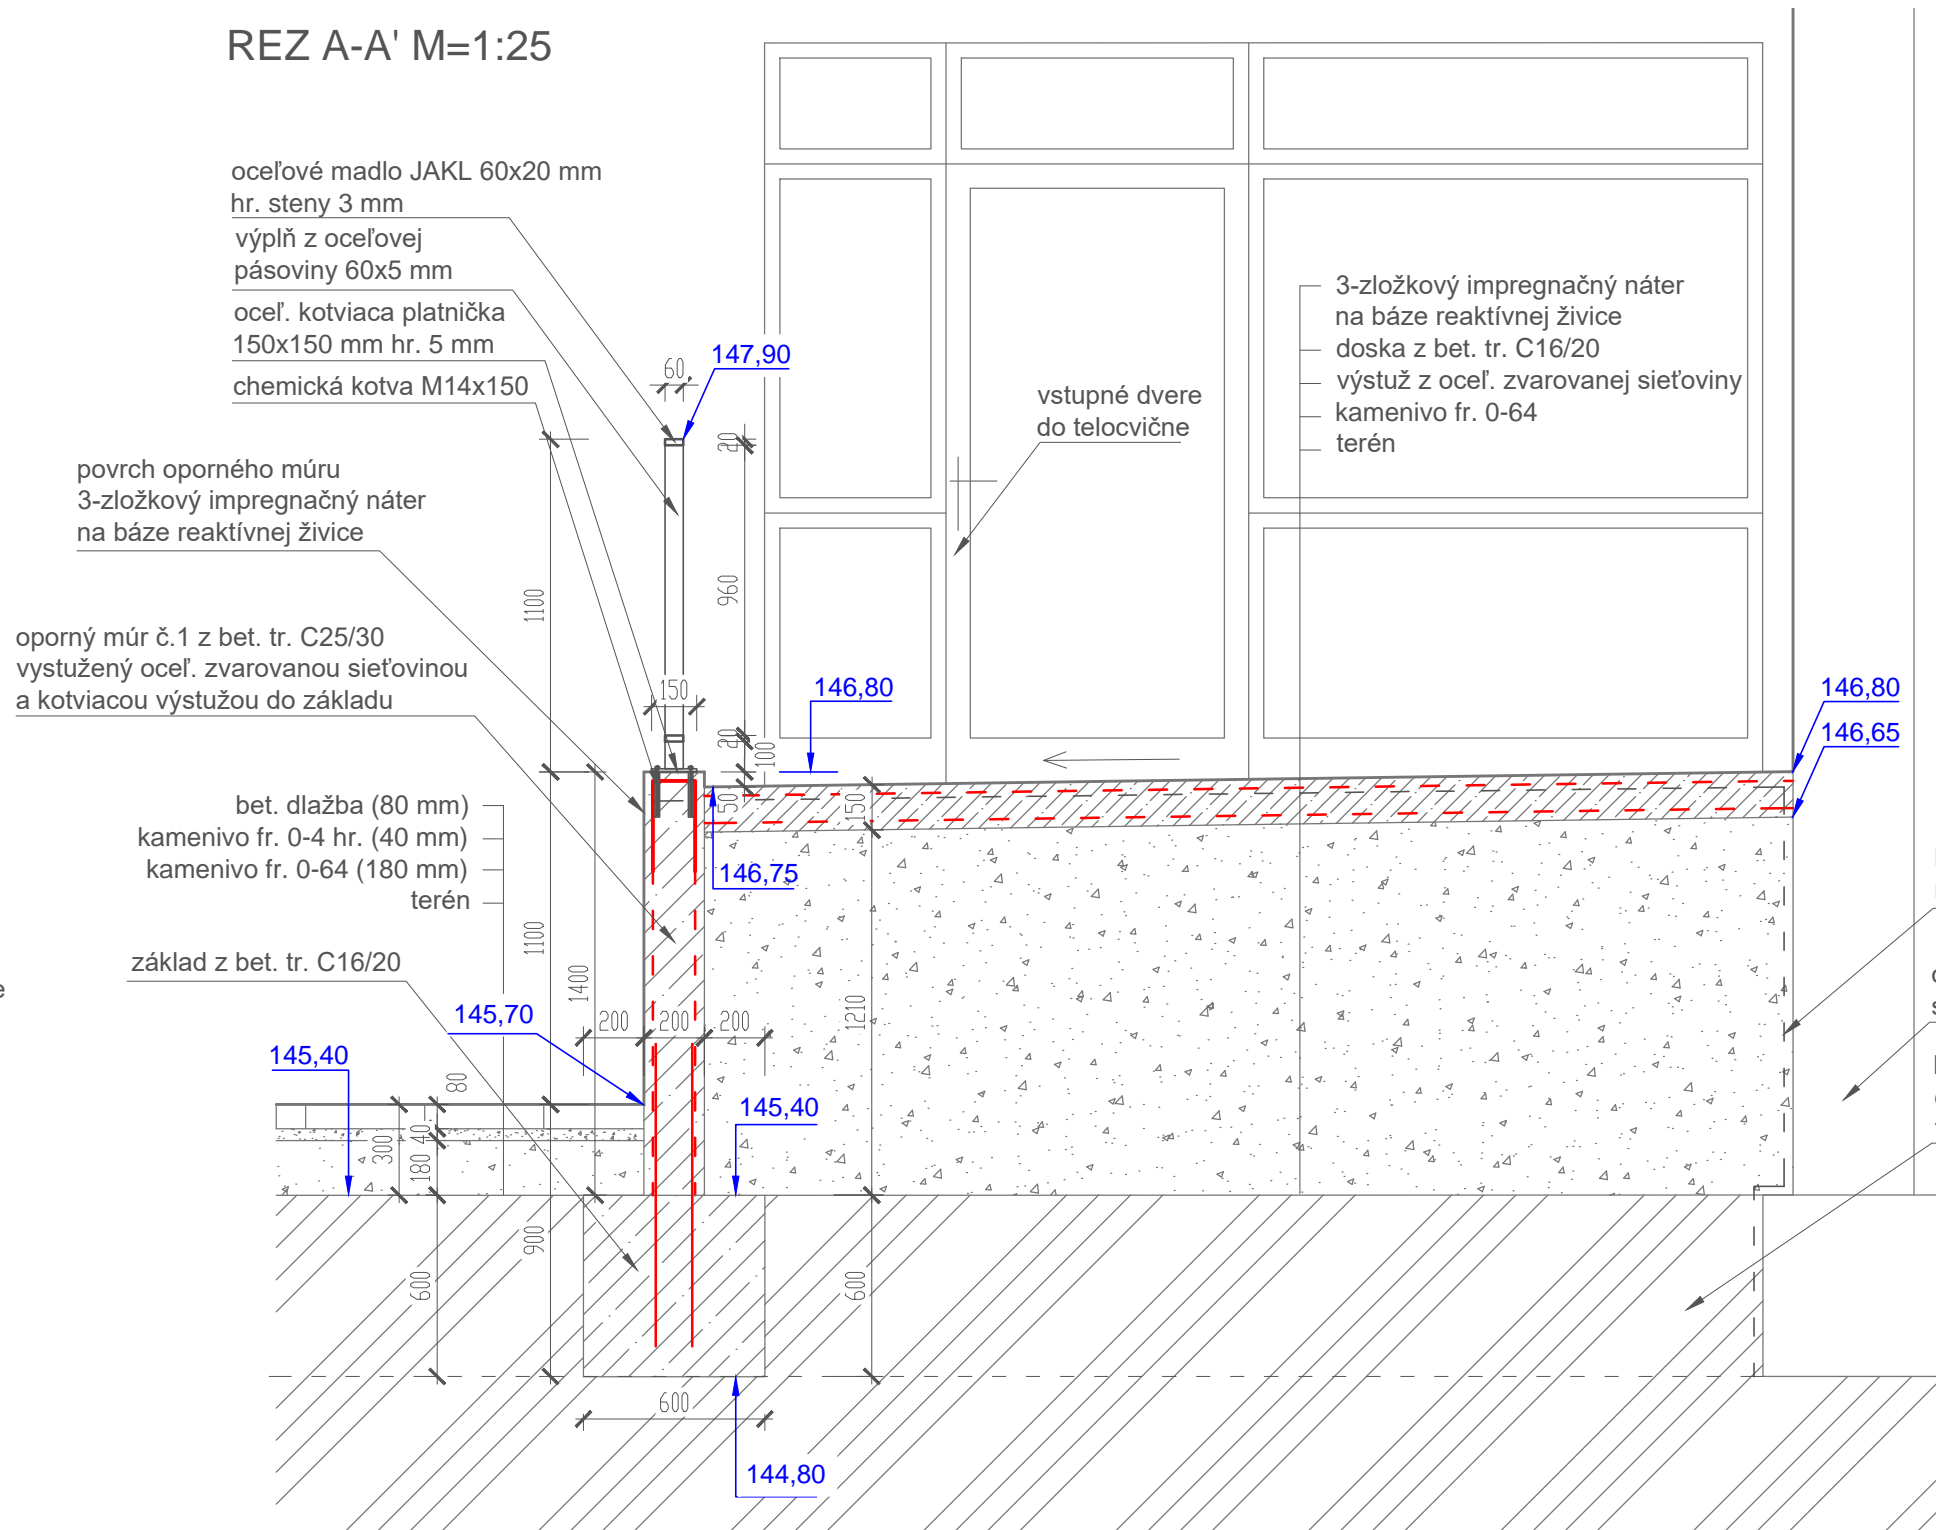 REZ A-A' M=1:25
oceľové madlo JAKL 60x20 mm
hr. steny 3 mm
výplň z oceľovej
pásoviny 60x5 mm
oceľ. kotviaca platnička
150x150 mm hr. 5 mm
chemická kotva M14x150
povrch oporného múru
3-zložkový impregnačný náter
na báze reaktívnej živice
oporný múr č.1 z bet. tr. C25/30
vystužený oceľ. zvarovanou sieťovinou
a kotviacou výstužou do základu
bet. dlažba (80 mm)
kamenivo fr. 0-4 hr. (40 mm)
kamenivo fr. 0-64 (180 mm)
terén
základ z bet. tr. C16/20
3-zložkový impregnačný náter
na báze reaktívnej živice
doska z bet. tr. C16/20
výstuž z oceľ. zvarovanej sieťoviny
kamenivo fr. 0-64
terén
vstupné dvere
do telocvične
147,90
146,80
146,80
146,65
146,75
145,70
145,40
145,40
144,80
60
20
960
1100
150
20
100
50
150
1100
1400
200
200
200
1210
80
40
300
180
900
600
600
600
e